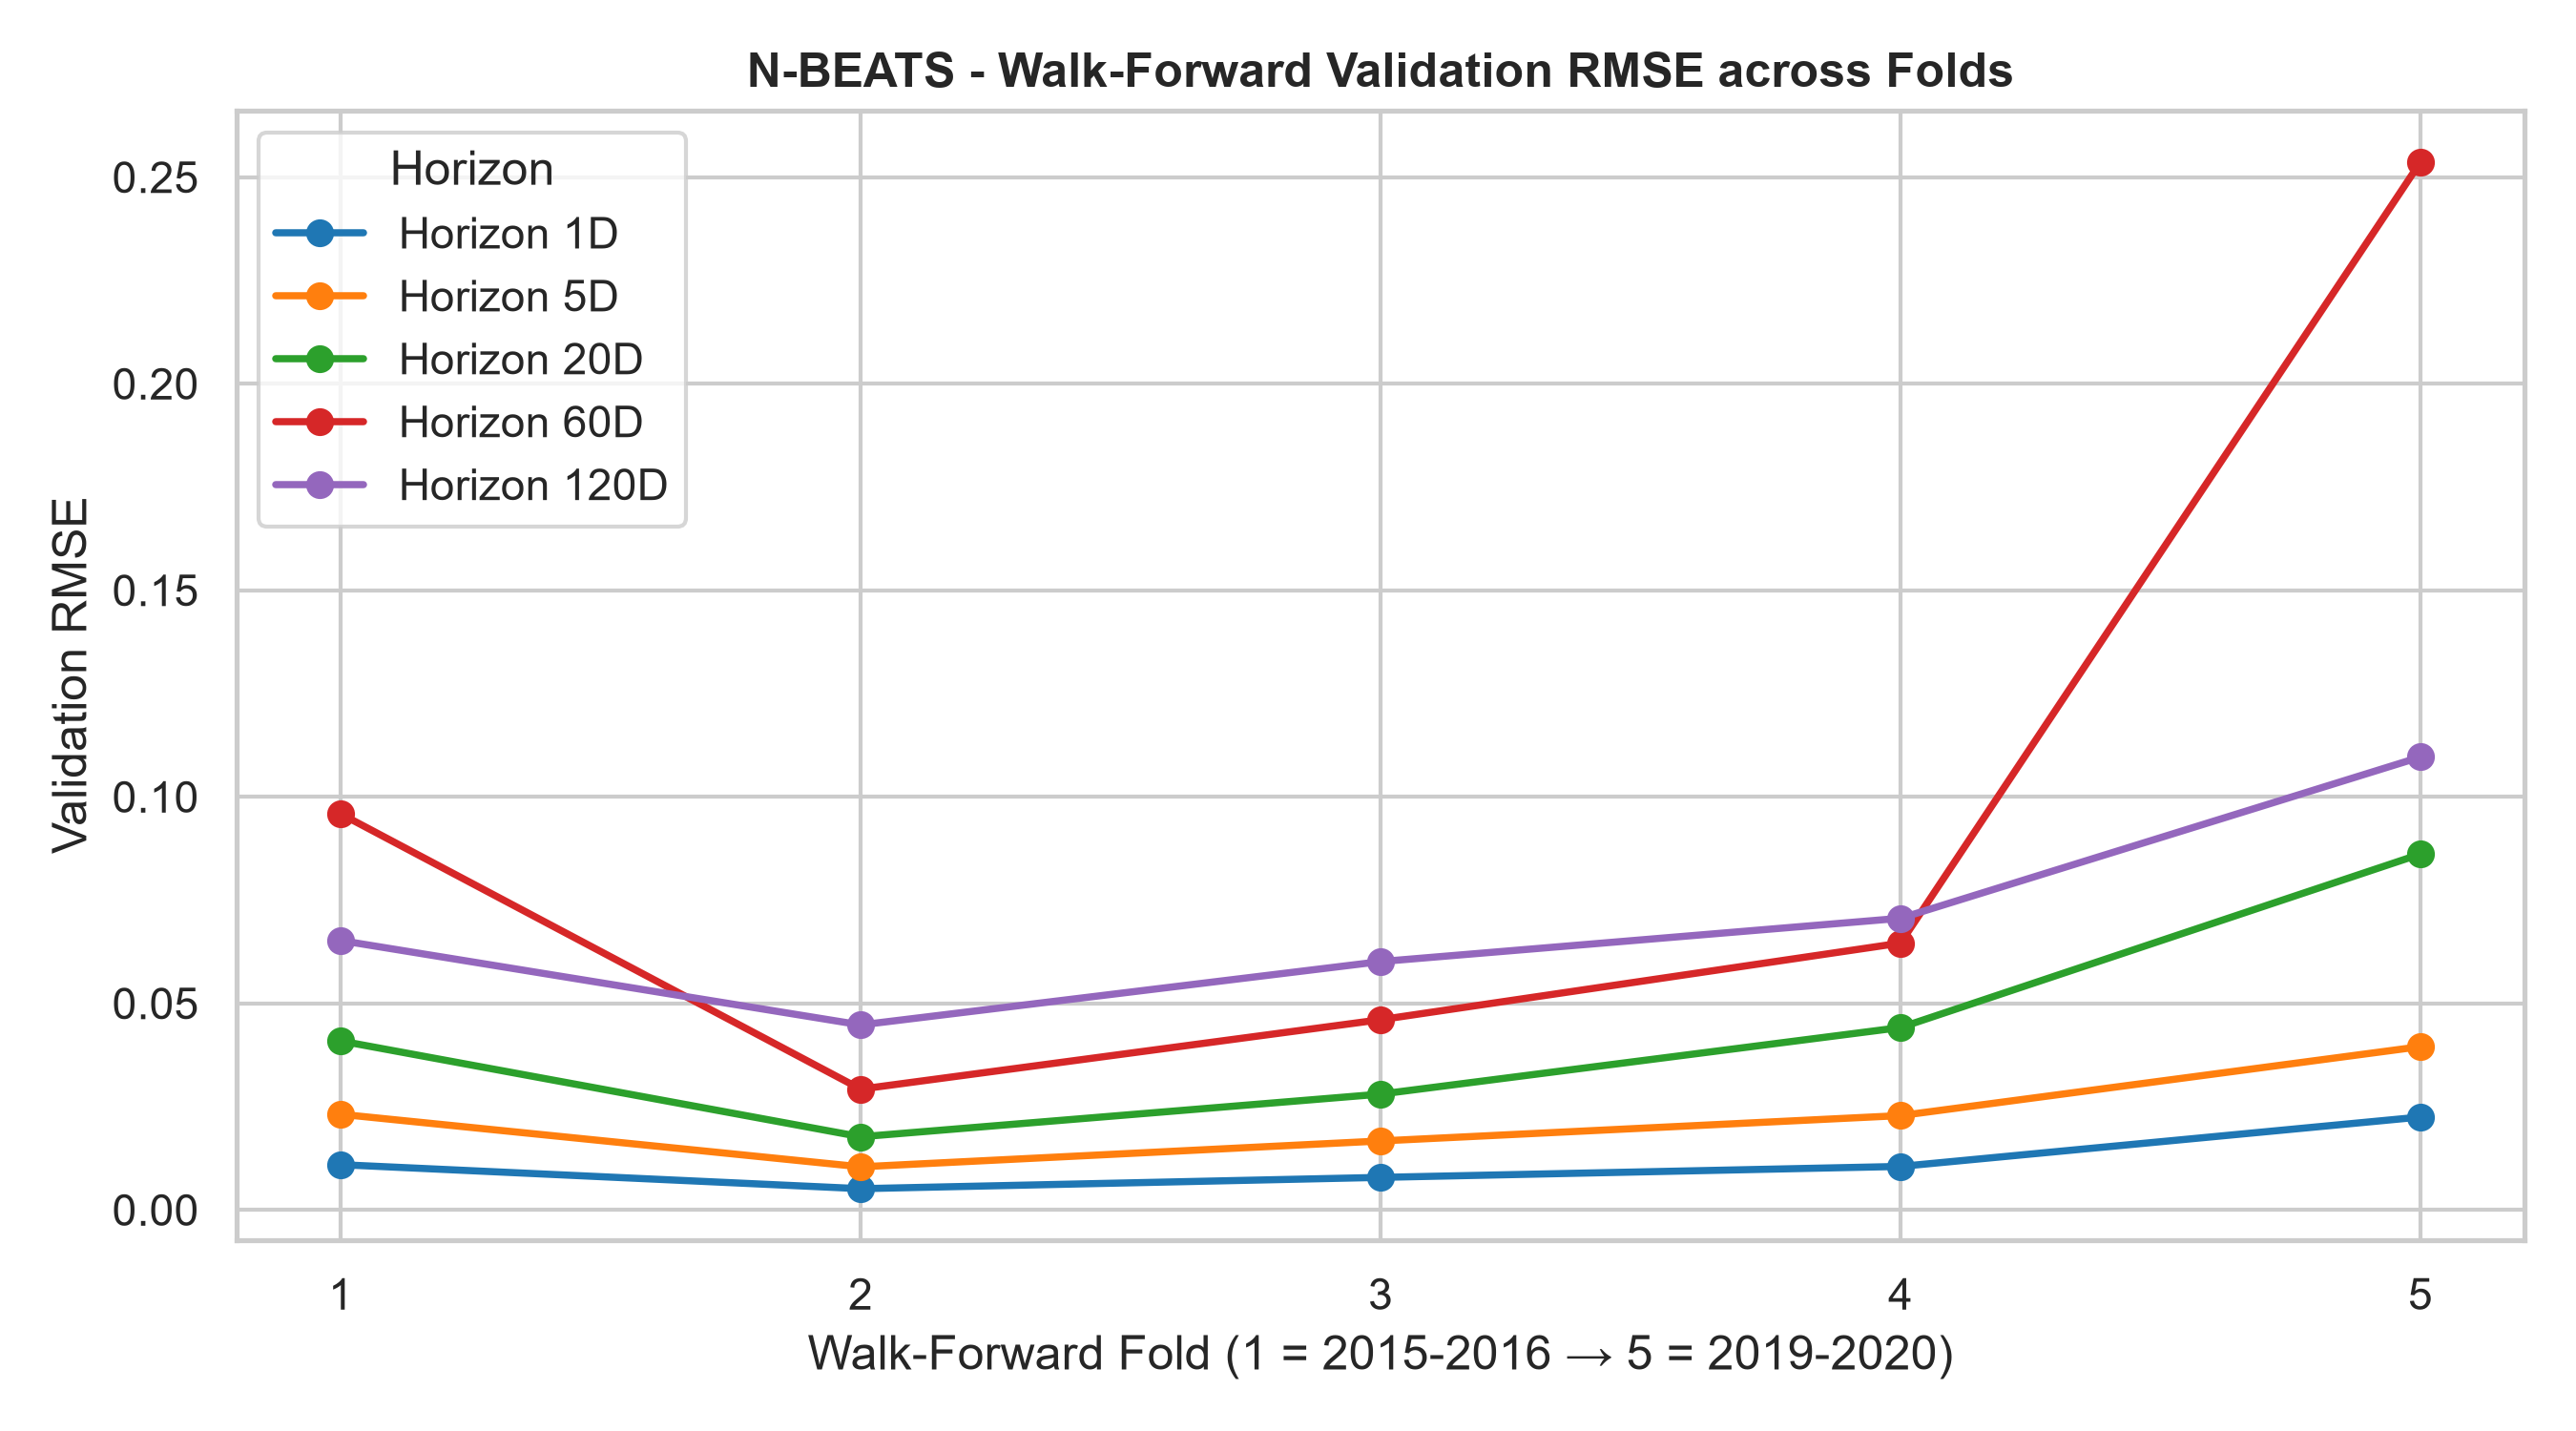 N-BEATS - Walk-Forward Validation RMSE across Folds
Horizon
Horizon 1D
Horizon 5D
Horizon 20D
Horizon 60D
Horizon 120D
Validation RMSE
0.25
0.20
0.15
0.10
0.05
0.00
1 2 3 4 5
Walk-Forward Fold (1 = 2015-2016 → 5 = 2019-2020)